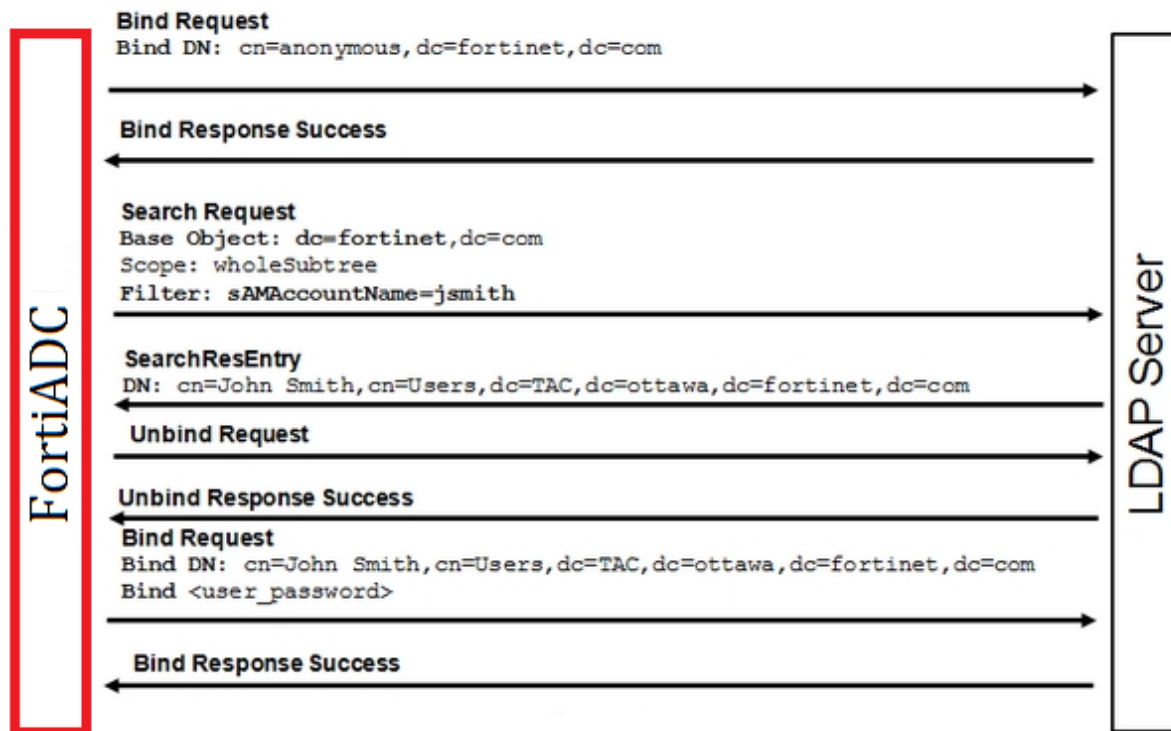 Bind Request
Bind DN: cn=anonymous,dc=fortinet,dc=com
Bind Response Success
Search Request
Base Object: dc=fortinet,dc=com
Scope: wholeSubtree
Filter: sAMAccountName=jsmith
SearchResEntry
DN: cn=John Smith,cn=Users,dc=TAC,dc=ottawa,dc=fortinet,dc=com
Unbind Request
Unbind Response Success
Bind Request
Bind DN: cn=John Smith,cn=Users,dc=TAC,dc=ottawa,dc=fortinet,dc=com
Bind <user_password>
Bind Response Success
FortiADC
LDAP Server